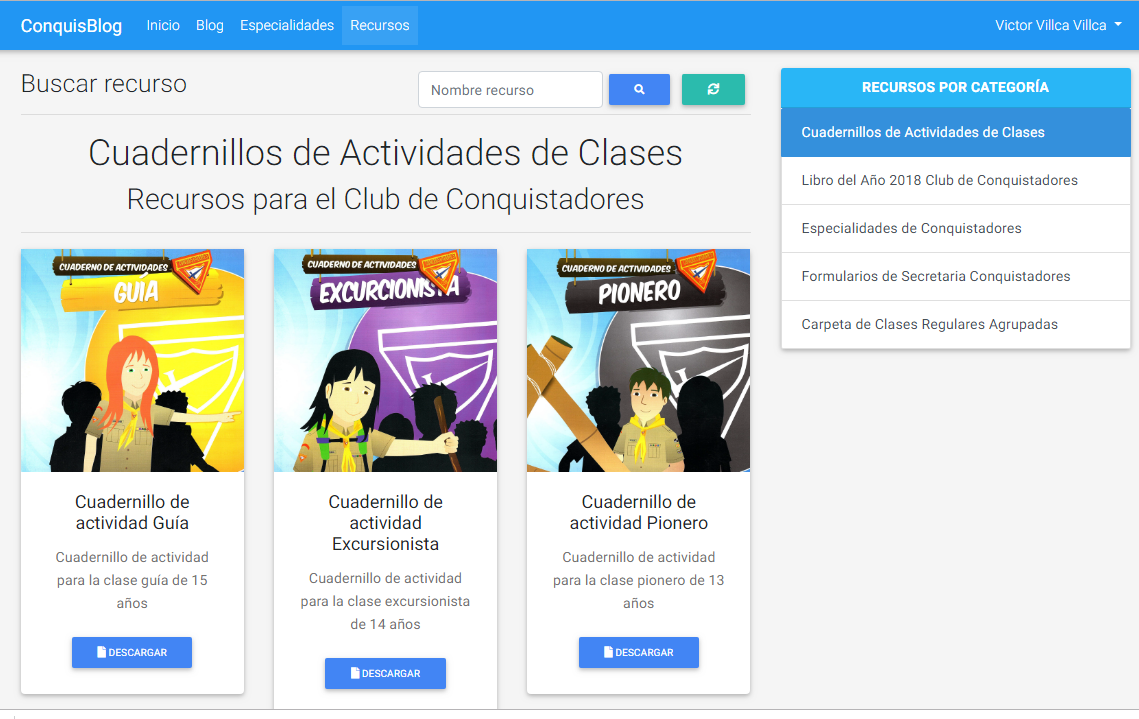 ConquisBlog Inicio Blog Especialidades Recursos Victor Villca Villca
Buscar recurso
Nombre recurso
Cuadernillos de Actividades de Clases
Recursos para el Club de Conquistadores
CUADERNO DE ACTIVIDADES
GUÍA
Cuadernillo de
actividad Guía
Cuadernillo de actividad
para la clase guía de 15
años
DESCARGAR
CUADERNO DE ACTIVIDADES
EXCURCIONISTA
Cuadernillo de
actividad
Excursionista
Cuadernillo de actividad
para la clase excursionista
de 14 años
DESCARGAR
CUADERNO DE ACTIVIDADES
PIONERO
Cuadernillo de
actividad Pionero
Cuadernillo de actividad
para la clase pionero de 13
años
DESCARGAR
RECURSOS POR CATEGORÍA
Cuadernillos de Actividades de Clases
Libro del Año 2018 Club de Conquistadores
Especialidades de Conquistadores
Formularios de Secretaria Conquistadores
Carpeta de Clases Regulares Agrupadas